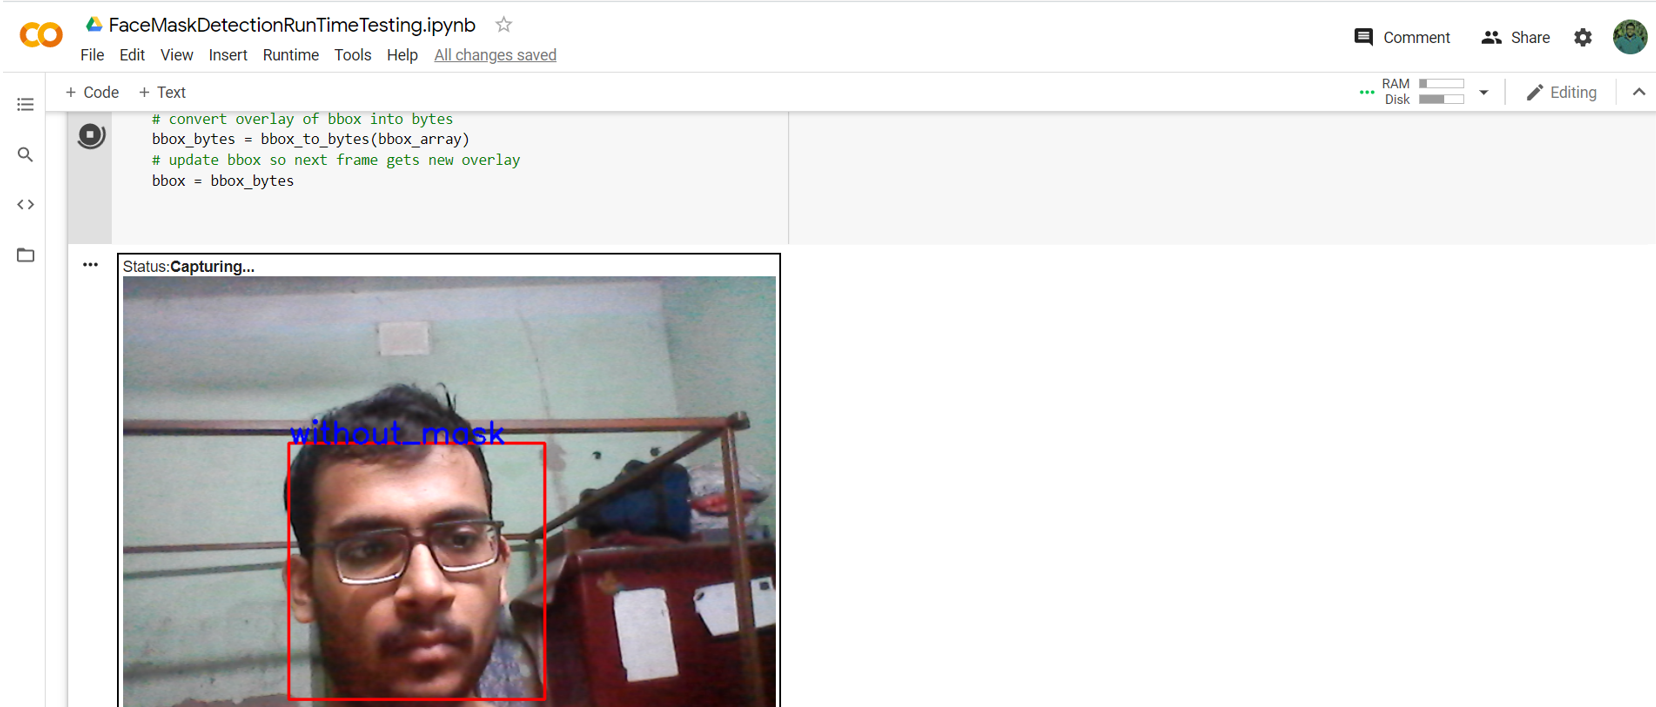 FaceMaskDetectionRunTimeTesting.ipynb
File Edit View Insert Runtime Tools Help All changes saved
Comment Share
+ Code + Text
RAM
Disk
Editing
# convert overlay of bbox into bytes
bbox_bytes = bbox_to_bytes(bbox_array)
# update bbox so next frame gets new overlay
bbox = bbox_bytes
Status:Capturing...
without_mask